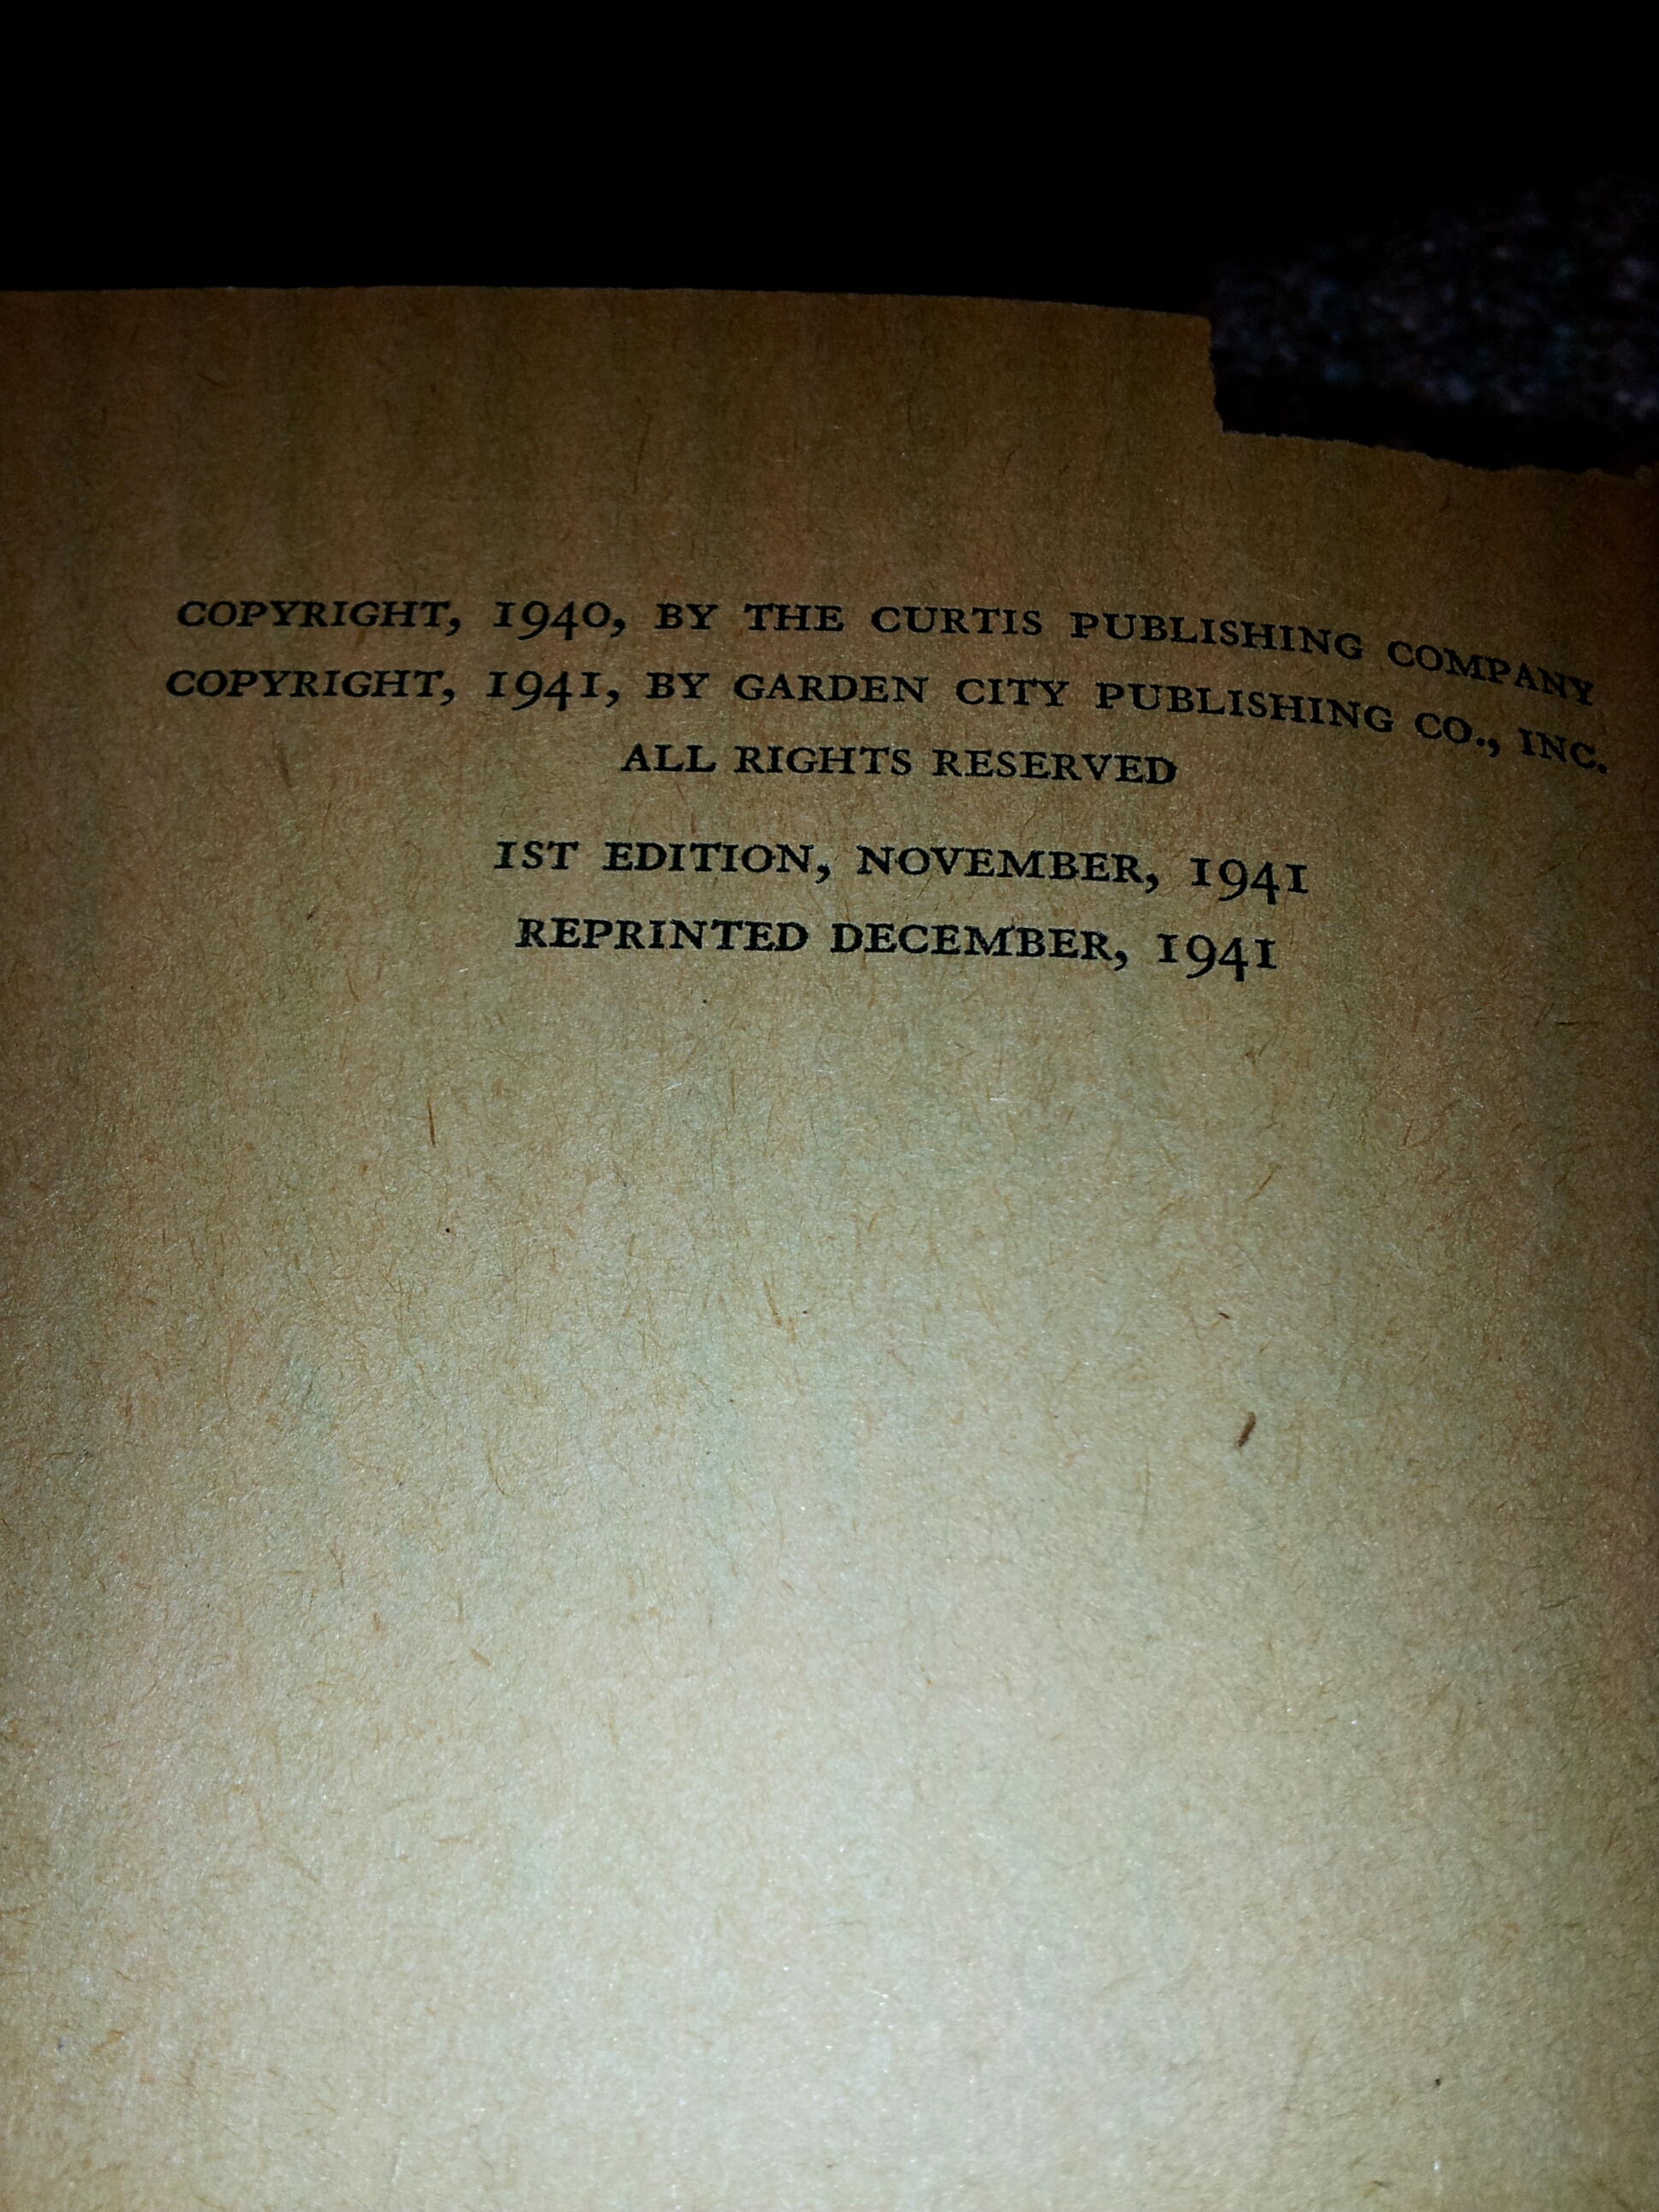 COPYRIGHT, 1940, BY THE CURTIS PUBLISHING COMPANY
COPYRIGHT, 1941, BY GARDEN CITY PUBLISHING CO., INC.
ALL RIGHTS RESERVED
1ST EDITION, NOVEMBER, 1941
REPRINTED DECEMBER, 1941